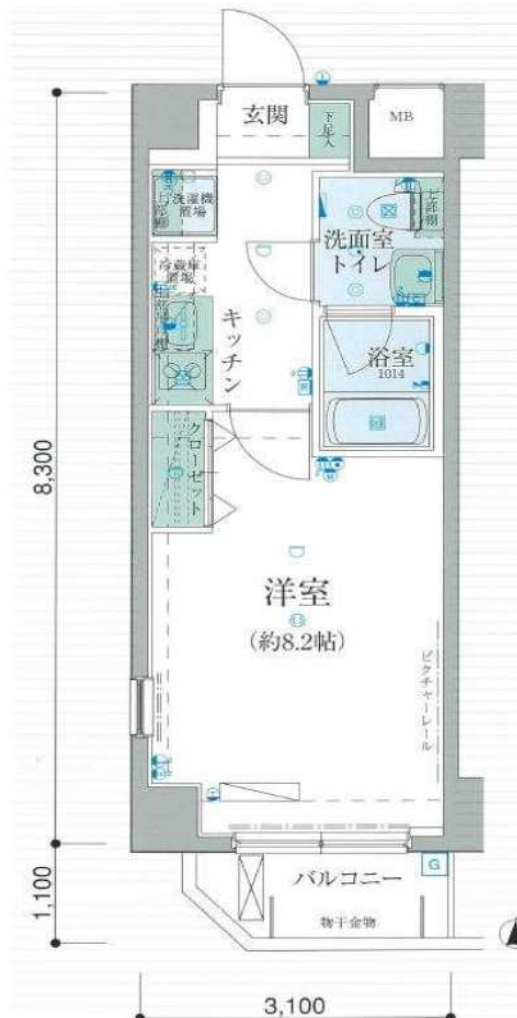 玄関
下足入
MB
洗濯機
置場
上部棚
洗面室
トイレ
冷蔵庫
置場
キッチン
浴室
1014
クローゼット
洋室
(約8.2帖)
ピクチャーレール
8,300
1,100
バルコニー
G
物干金物
3,100